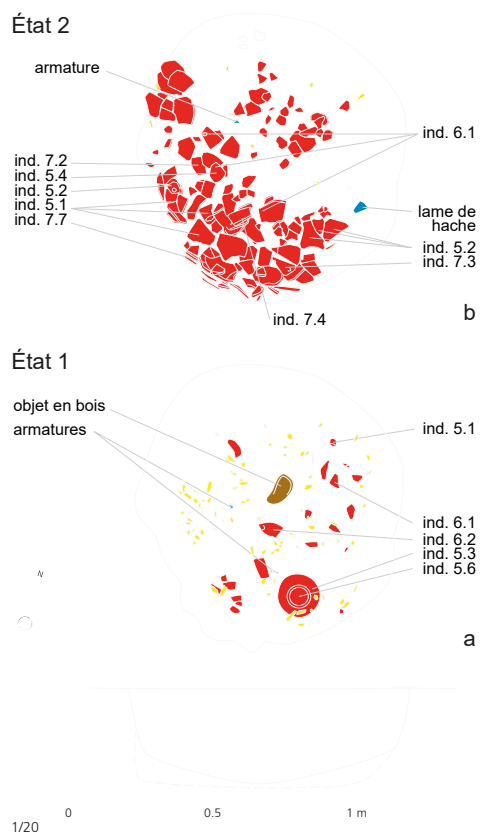 État 2
armature
ind. 6.1
ind. 7.2
ind. 5.4
ind. 5.2
ind. 5.1
ind. 7.7
lame de
hache
ind. 5.2
ind. 7.3
ind. 7.4
b
État 1
objet en bois
armatures
ind. 5.1
ind. 6.1
ind. 6.2
ind. 5.3
ind. 5.6
N
a
0 0.5 1 m
1/20